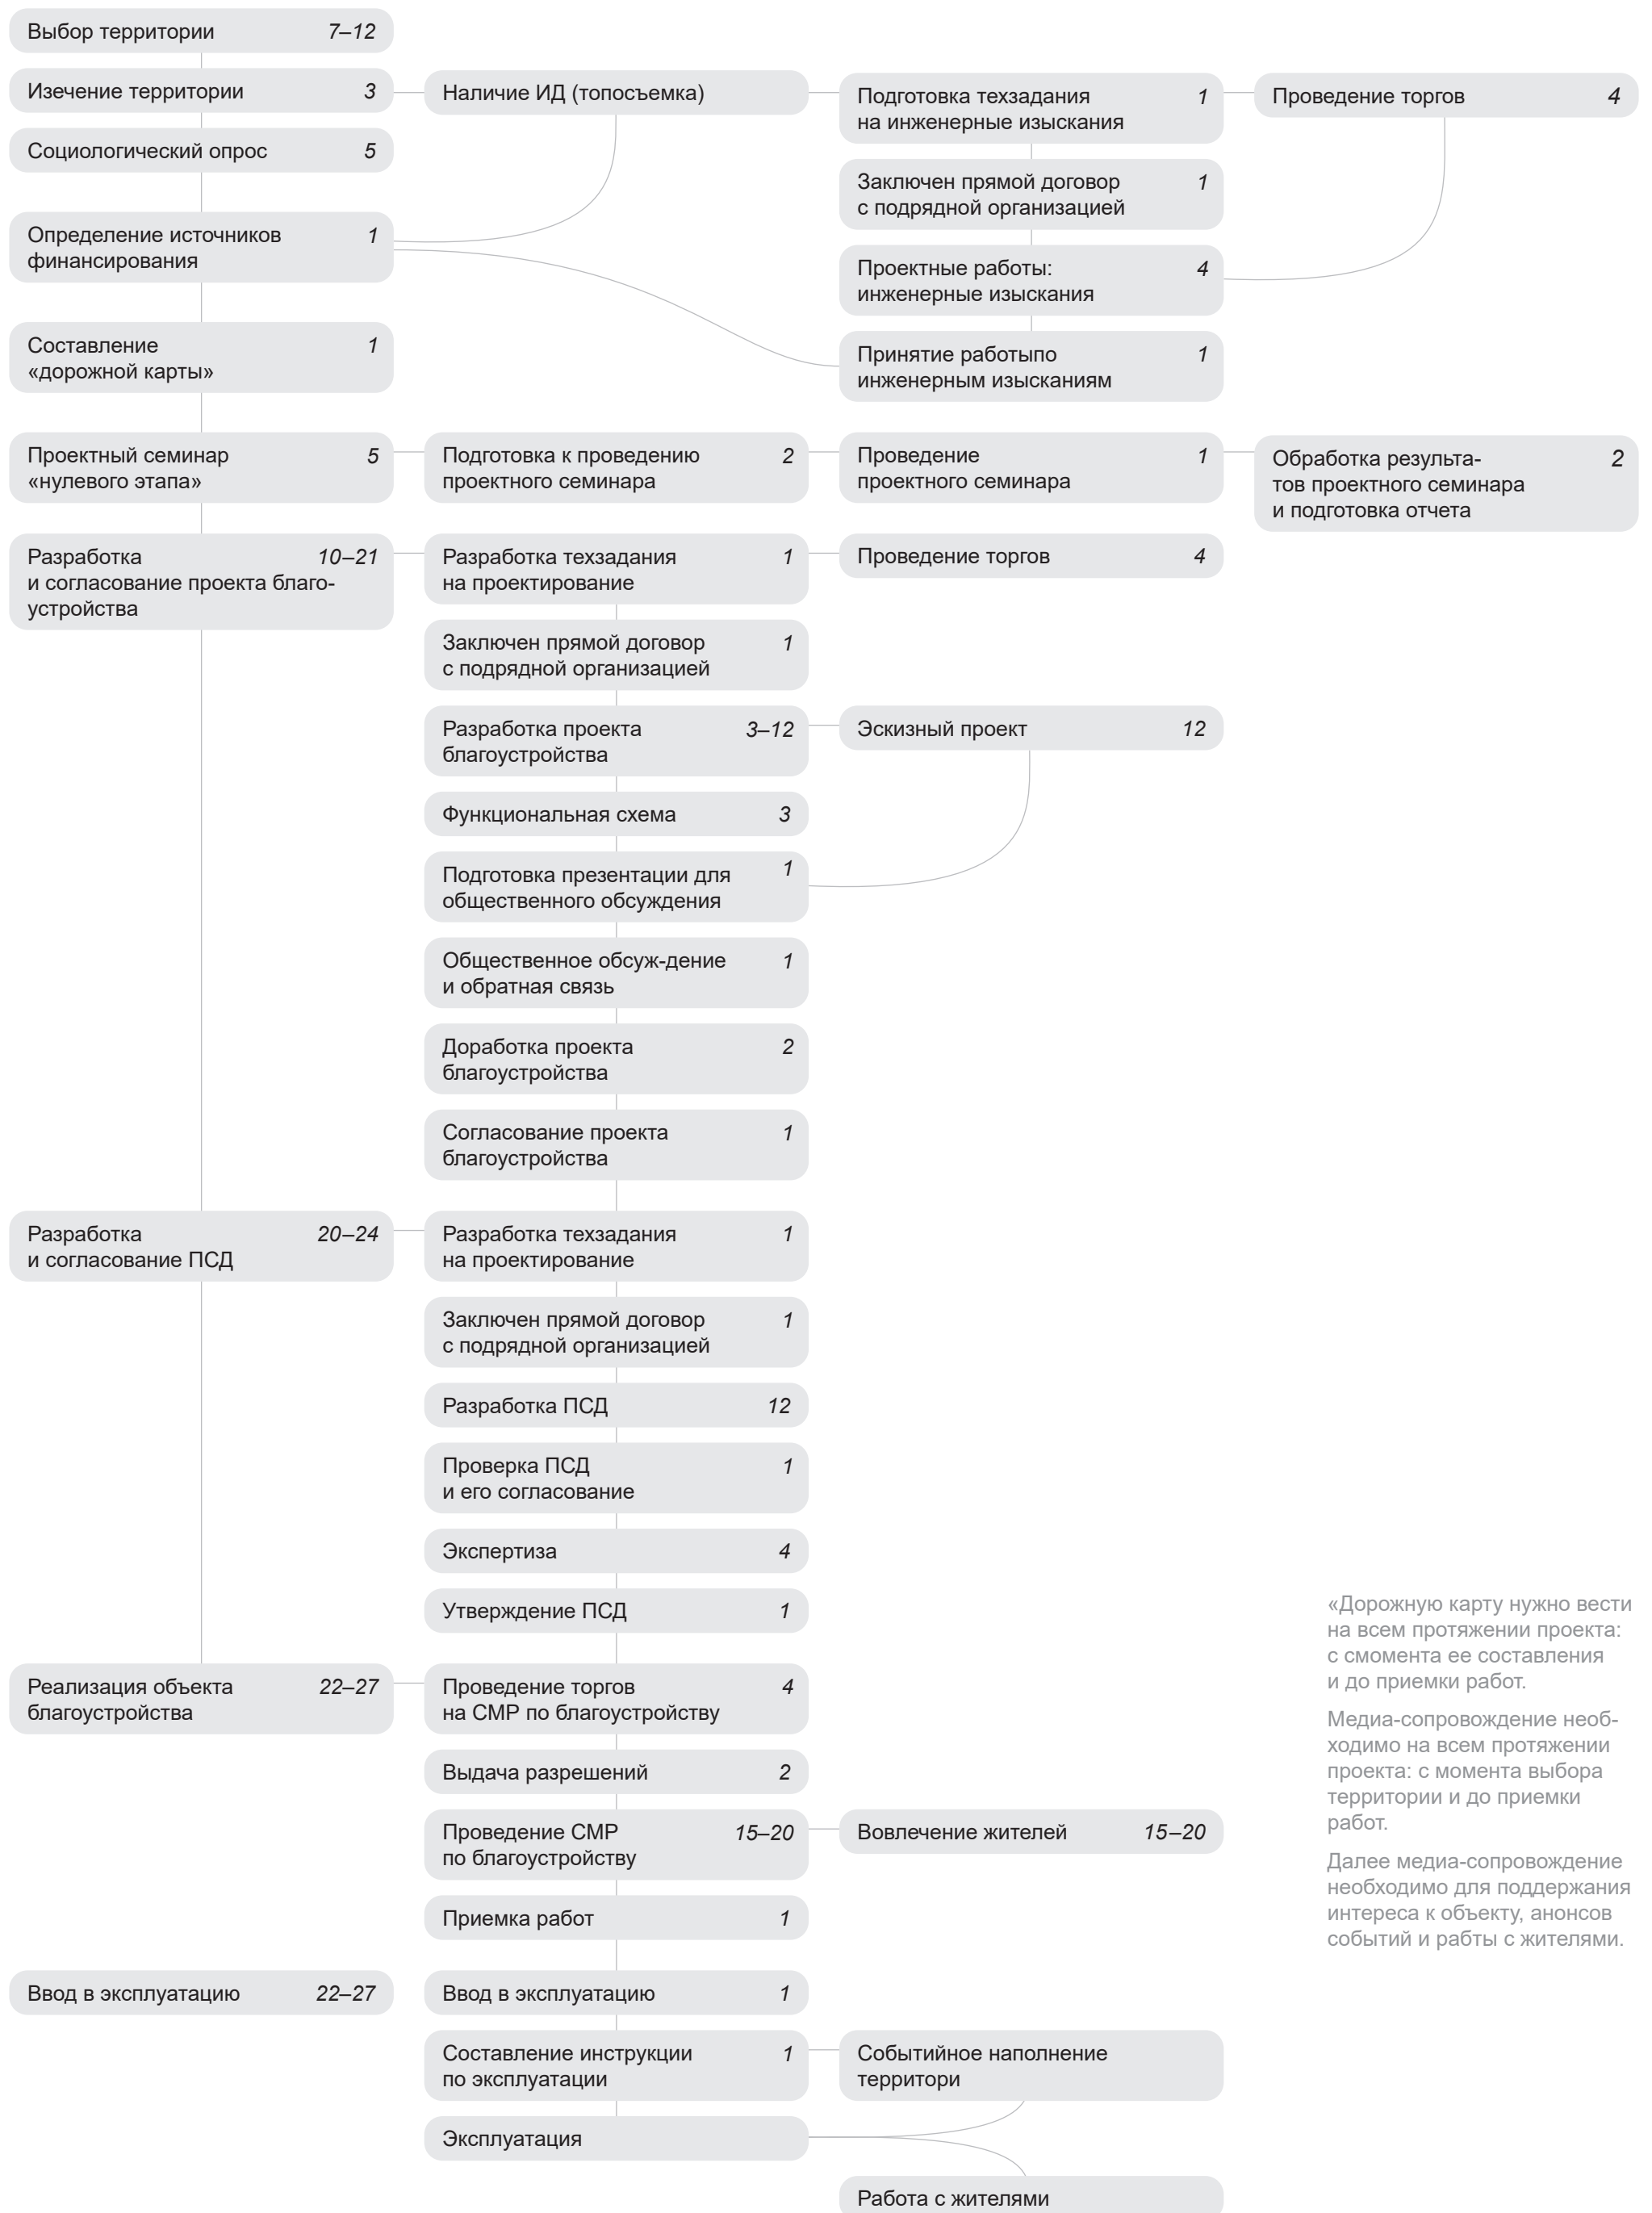 Выбор территории 7–12
Изечение территории 3
Наличие ИД (топосъемка)
Подготовка техзадания 1
на инженерные изыскания
Проведение торгов 4
Социологический опрос 5
Заключен прямой договор 1
с подрядной организацией
Определение источников 1
финансирования
Проектные работы: 4
инженерные изыскания
Составление 1
«дорожной карты»
Принятие работыпо 1
инженерным изысканиям
Проектный семинар 5
«нулевого этапа»
Подготовка к проведению 2
проектного семинара
Проведение 1
проектного семинара
Обработка результа- 2
тов проектного семинара
и подготовка отчета
Разработка 10–21
и согласование проекта благо-
устройства
Разработка техзадания 1
на проектирование
Проведение торгов 4
Заключен прямой договор 1
с подрядной организацией
Разработка проекта 3–12
благоустройства
Эскизный проект 12
Функциональная схема 3
Подготовка презентации для 1
общественного обсуждения
Общественное обсуж-дение 1
и обратная связь
Доработка проекта 2
благоустройства
Согласование проекта 1
благоустройства
Разработка 20–24
и согласование ПСД
Разработка техзадания 1
на проектирование
Заключен прямой договор 1
с подрядной организацией
Разработка ПСД 12
Проверка ПСД 1
и его согласование
Экспертиза 4
Утверждение ПСД 1
Реализация объекта 22–27
благоустройства
Проведение торгов 4
на СМР по благоустройству
Выдача разрешений 2
Проведение СМР 15–20
по благоустройству
Вовлечение жителей 15–20
Приемка работ 1
«Дорожную карту нужно вести
на всем протяжении проекта:
с смомента ее составления
и до приемки работ.
Медиа-сопровождение необ-
ходимо на всем протяжении
проекта: с момента выбора
территории и до приемки
работ.
Далее медиа-сопровождение
необходимо для поддержания
интереса к объекту, анонсов
событий и рабты с жителями.
Ввод в эксплуатацию 22–27
Ввод в эксплуатацию 1
Составление инструкции 1
по эксплуатации
Событийное наполнение
территори
Эксплуатация
Работа с жителями